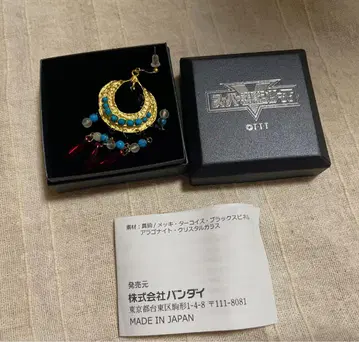 ©TTT
素材：真鍮/メッキ・ターコイズ・ブラックスピネル
アラゴナイト・クリスタルガラス
発売元
株式会社バンダイ
東京都台東区駒形1-4-8 〒111-8081
MADE IN JAPAN